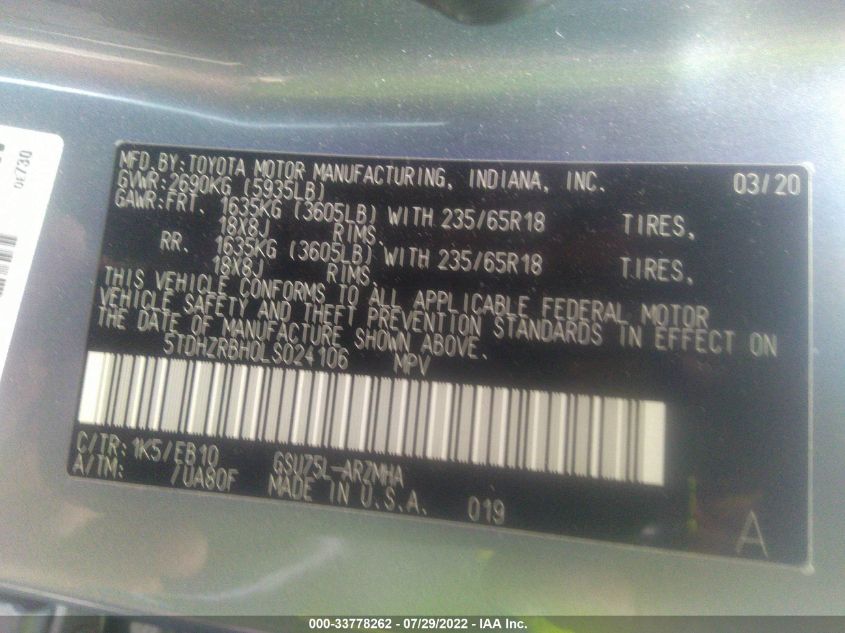 0E73Q
MFD.BY:TOYOTA MOTOR MANUFACTURING, INDIANA, INC. 03/20
GVWR:2690KG (5935LB)
GAWR:FRT. 1635KG (3605LB) WITH 235/65R18 TIRES,
18X8J RIMS,
RR. 1635KG (3605LB) WITH 235/65R18 TIRES,
18X8J RIMS,
THIS VEHICLE CONFORMS TO ALL APPLICABLE FEDERAL MOTOR
VEHICLE SAFETY AND THEFT PREVENTION STANDARDS IN EFFECT ON
THE DATE OF MANUFACTURE SHOWN ABOVE.
5TDHZRBH0LS024106 MPV
C/TR: 1K5/EB10 GSU75L-ARZMHA
A/TM: /UA80F MADE IN U.S.A. 019
A
000-33778262 - 07/29/2022 - IAA Inc.